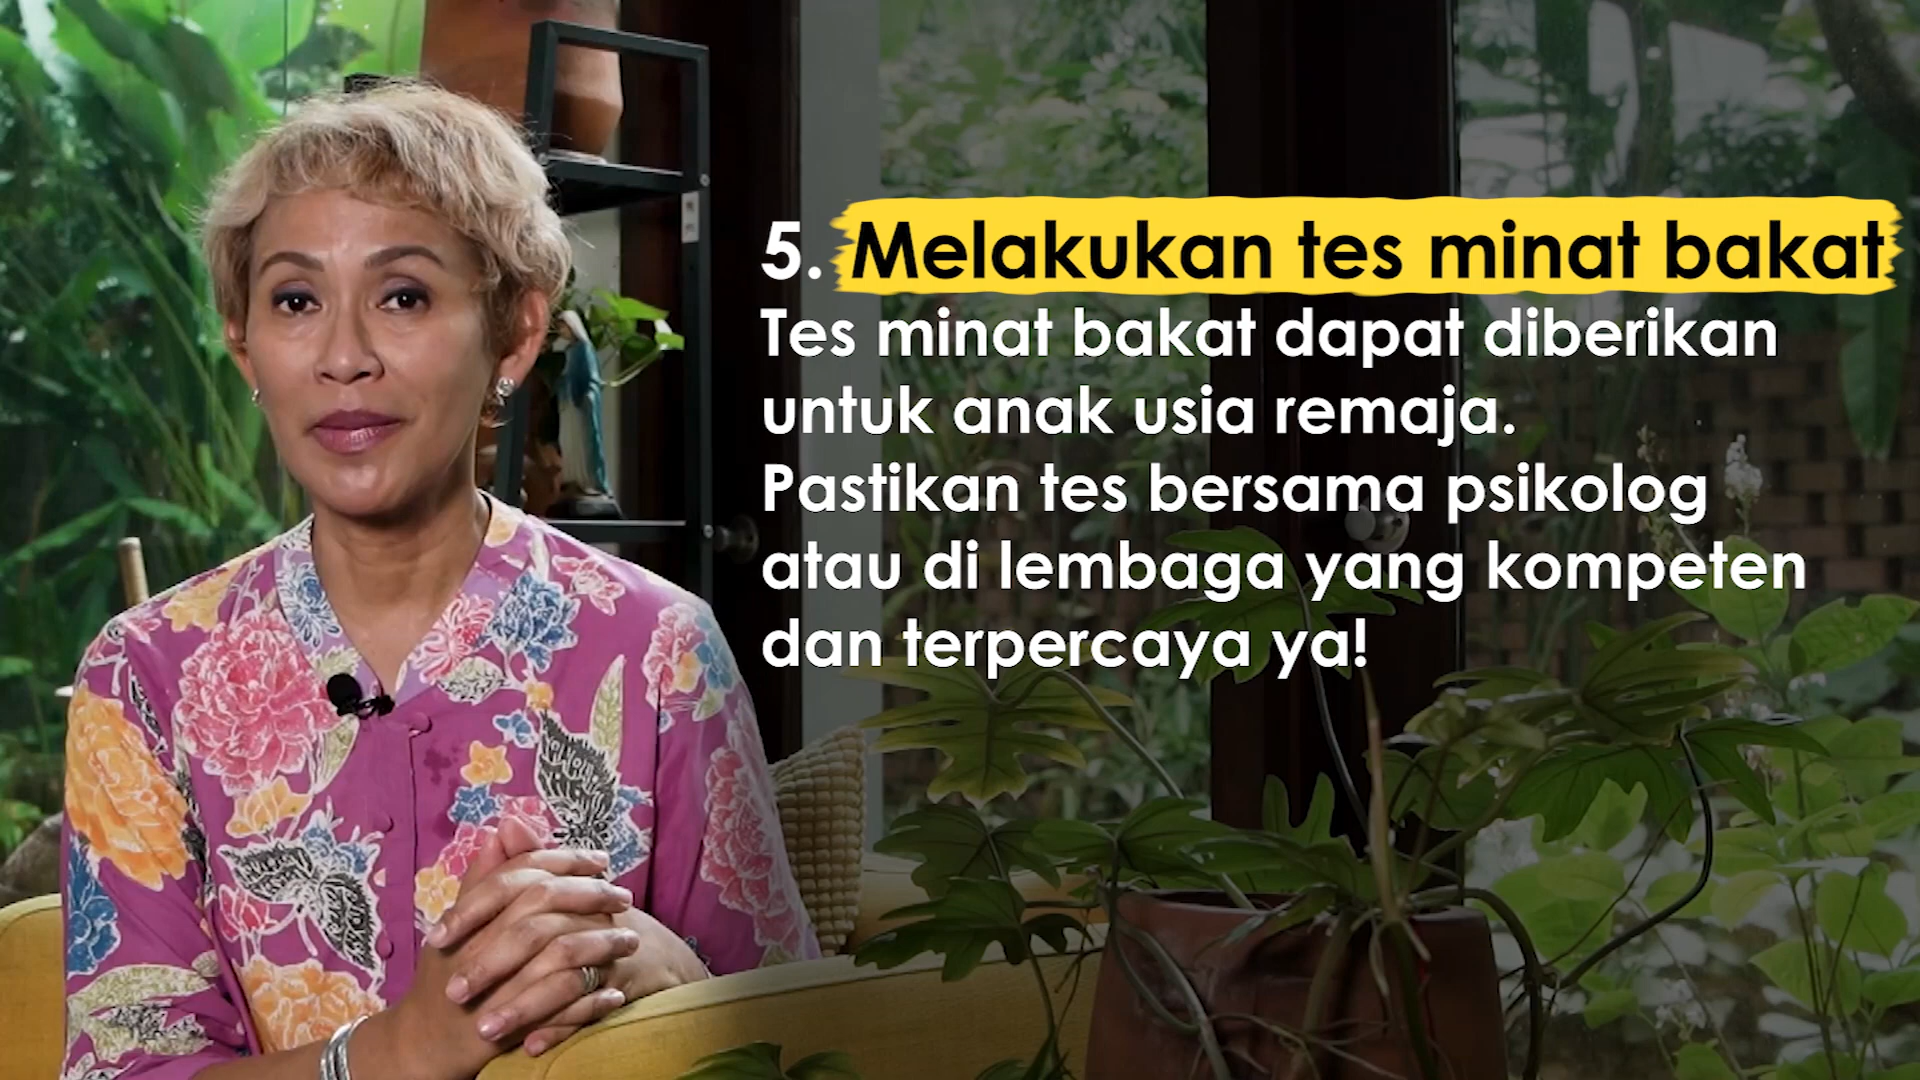 5. Melakukan tes minat bakat
Tes minat bakat dapat diberikan
untuk anak usia remaja.
Pastikan tes bersama psikolog
atau di lembaga yang kompeten
dan terpercaya ya!